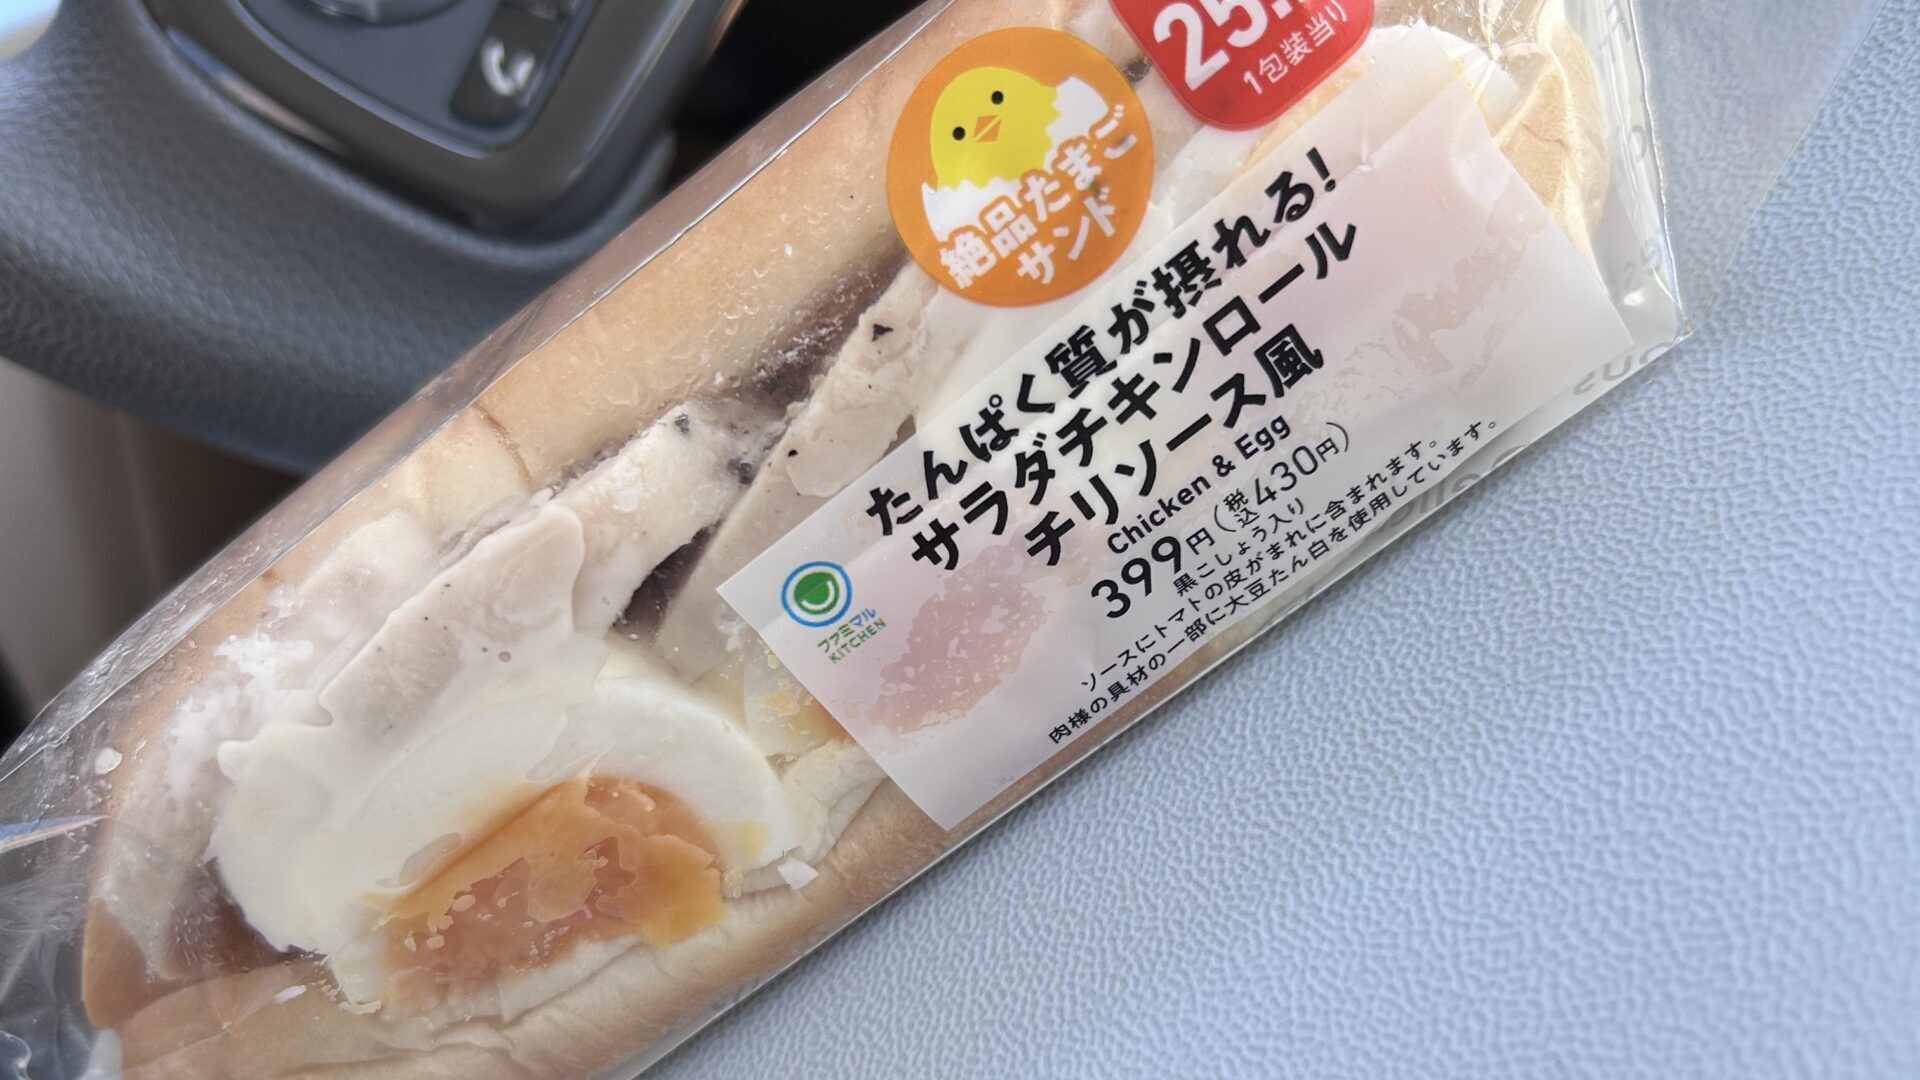 1包装当り
絶品たまご
サンド
たんぱく質が摂れる!
サラダチキンロール
チリソース風
Chicken & Egg
399円(税込430円)
黒こしょう入り
ソースにトマトの皮がまれに含まれます。
肉様の具材の一部に大豆たん白を使用しています。
ファミマル
KITCHEN